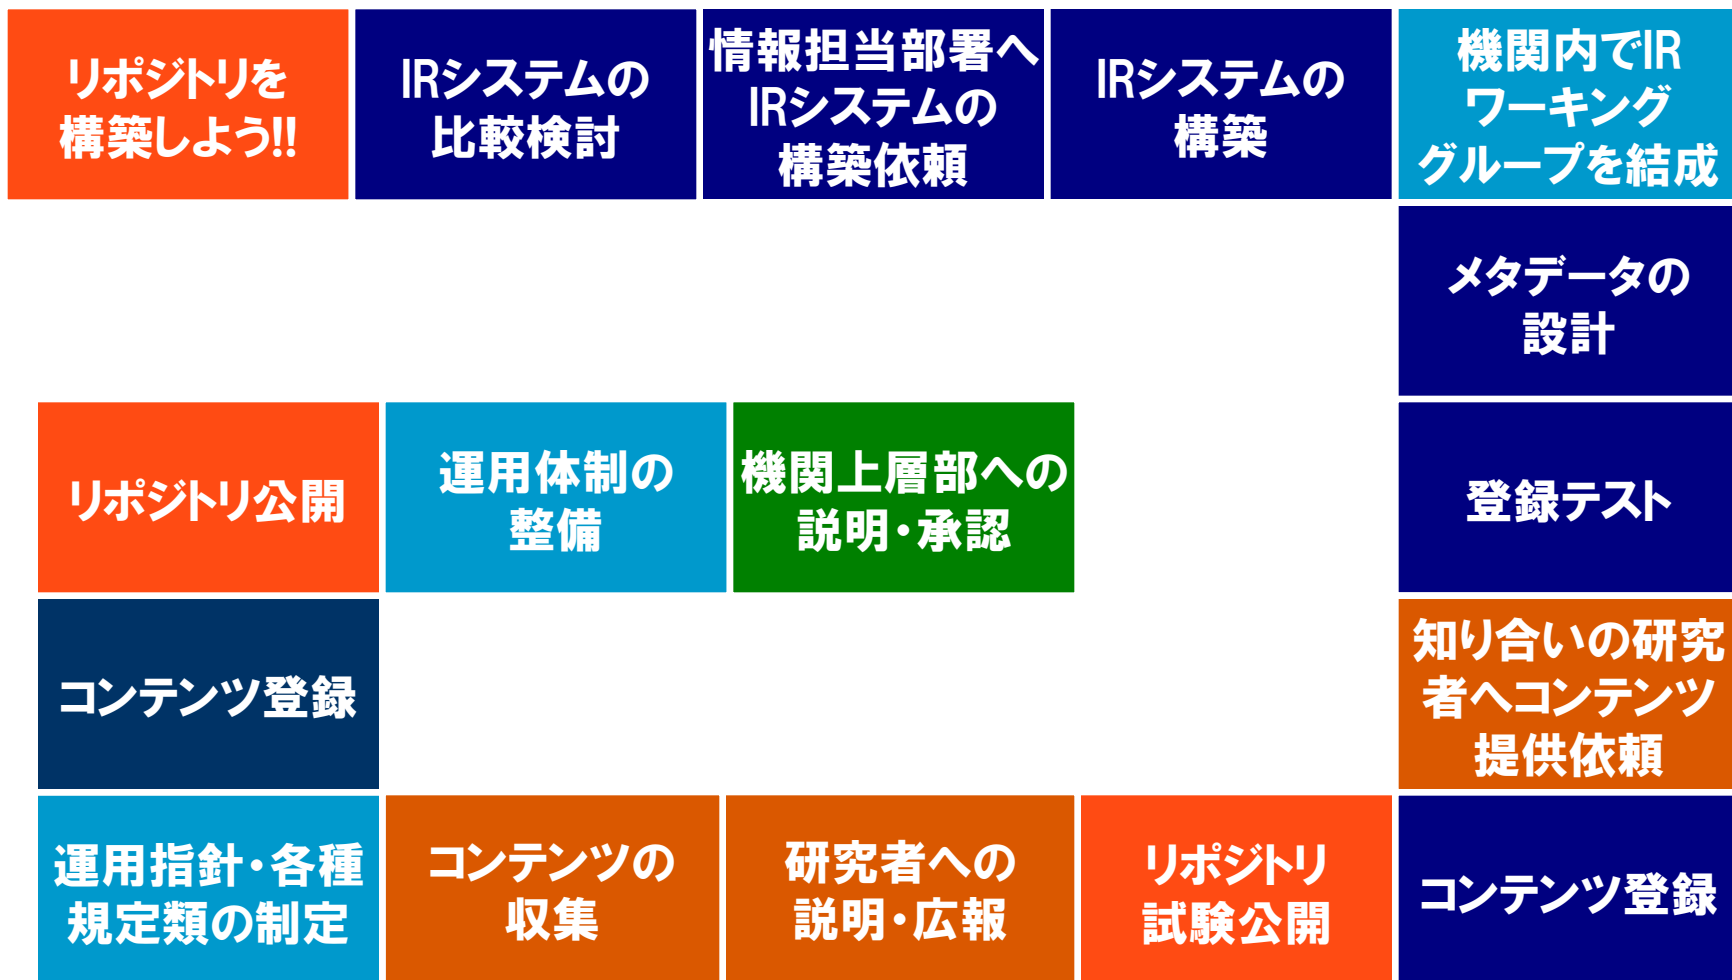 リポジトリを
構築しよう!!
IRシステムの
比較検討
情報担当部署へ
IRシステムの
構築依頼
IRシステムの
構築
機関内でIR
ワーキング
グループを結成
メタデータの
設計
リポジトリ公開
運用体制の
整備
機関上層部への
説明・承認
登録テスト
コンテンツ登録
知り合いの研究
者へコンテンツ
提供依頼
運用指針・各種
規定類の制定
コンテンツの
収集
研究者への
説明・広報
リポジトリ
試験公開
コンテンツ登録